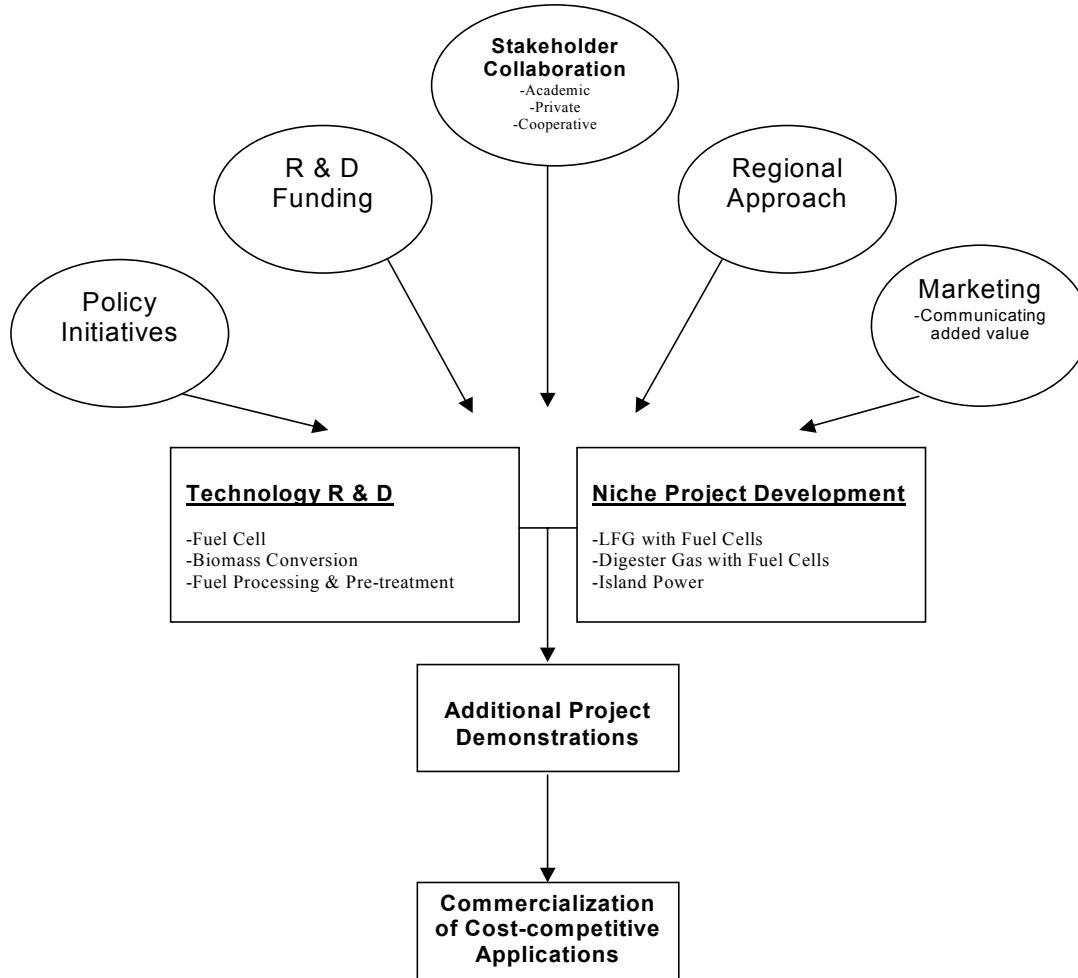 Stakeholder
Collaboration
-Academic
-Private
-Cooperative
R & D
Funding
Regional
Approach
Policy
Initiatives
Marketing
-Communicating
added value
Technology R & D
-Fuel Cell
-Biomass Conversion
-Fuel Processing & Pre-treatment
Niche Project Development
-LFG with Fuel Cells
-Digester Gas with Fuel Cells
-Island Power
Additional Project
Demonstrations
Commercialization
of Cost-competitive
Applications